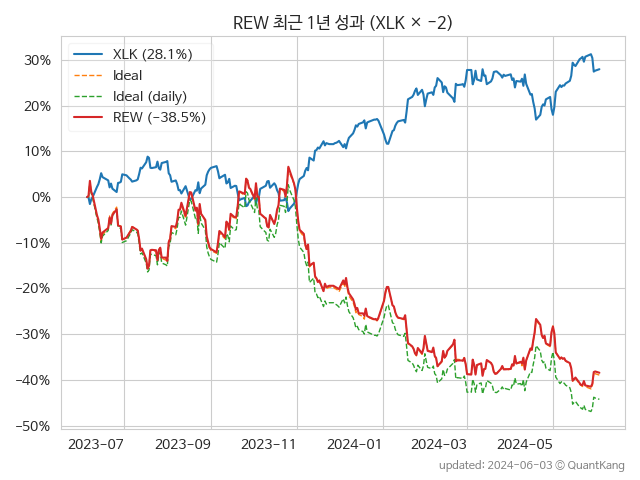 REW 최근 1년 성과 (XLK × −2)
XLK (28.1%)
Ideal
Ideal (daily)
REW (−38.5%)
30%
20%
10%
0%
−10%
−20%
−30%
−40%
−50%
2023−07 2023−09 2023−11 2024−01 2024−03 2024−05
updated: 2024-06-03 © QuantKang